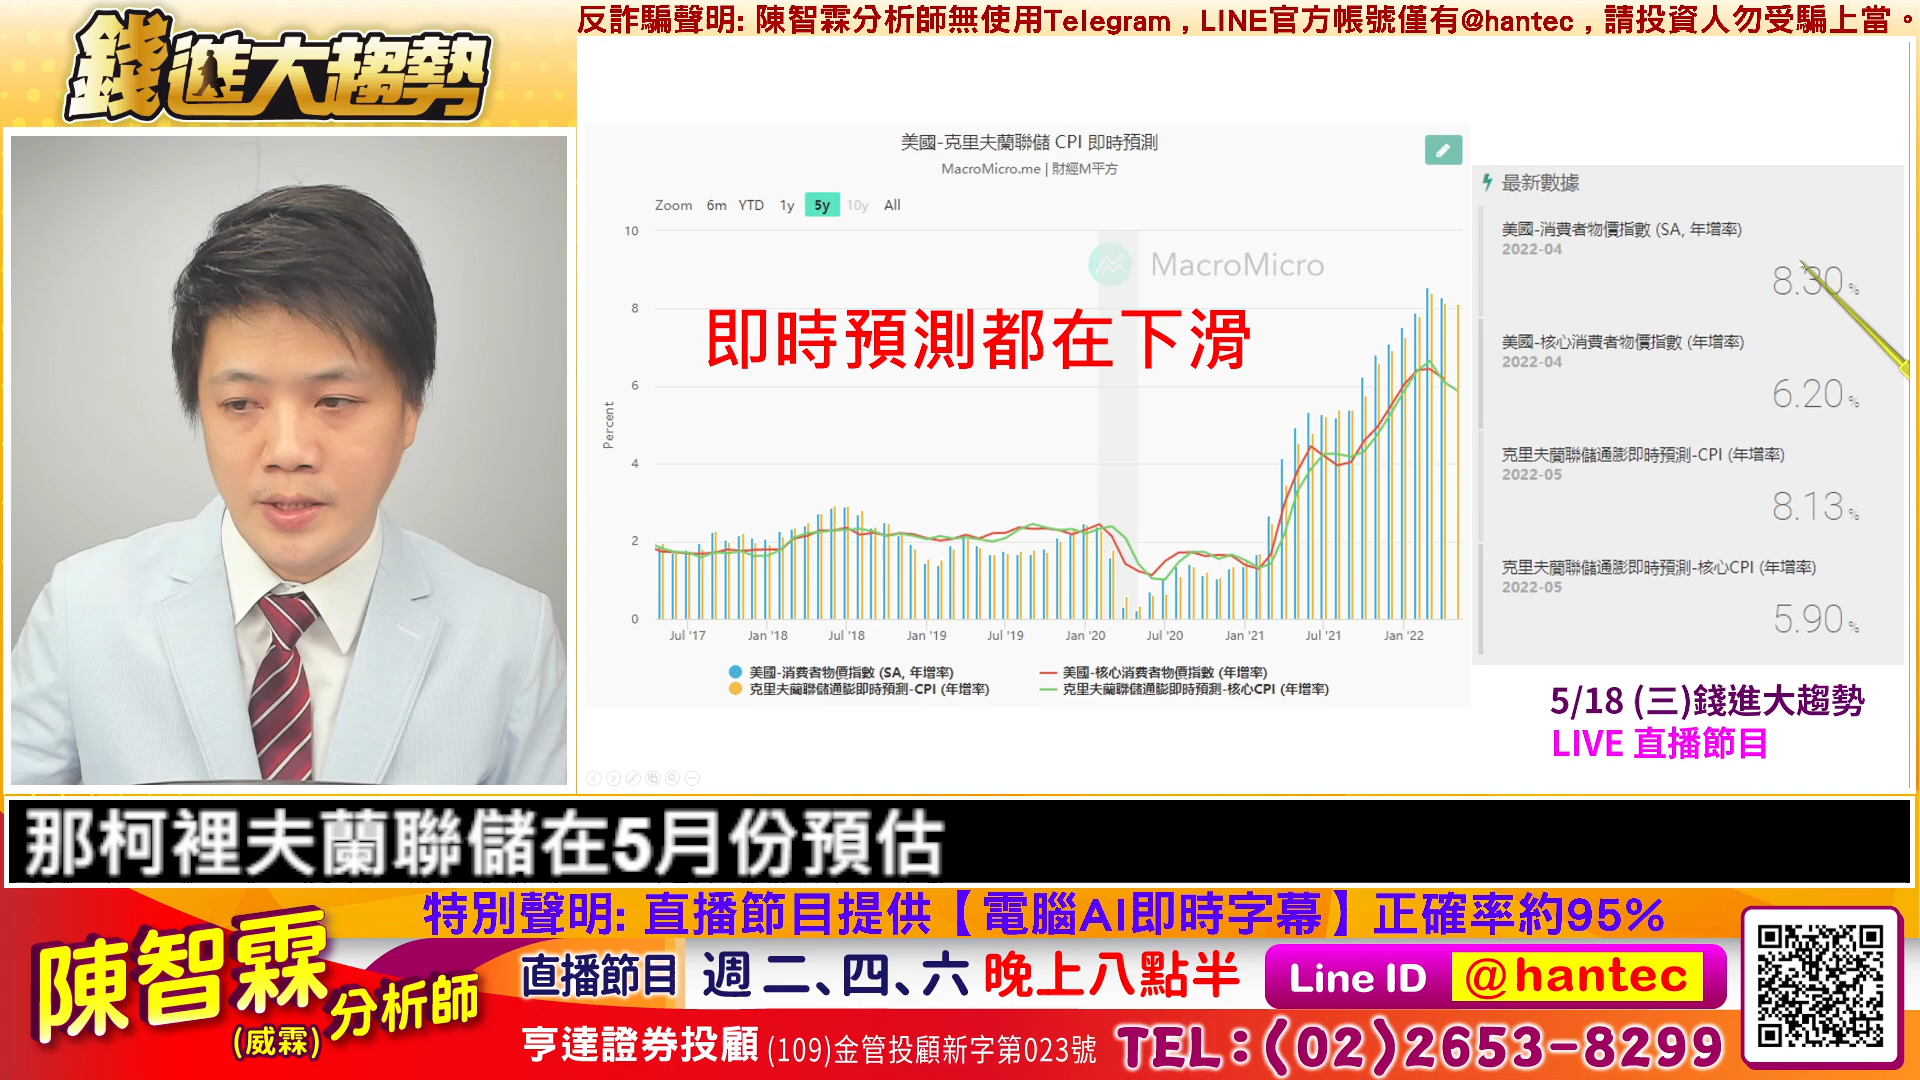 反詐騙聲明: 陳智霖分析師無使用Telegram , LINE官方帳號僅有@hantec , 請投資人勿受騙上當。
錢進大趨勢
美國-克里夫蘭聯儲 CPI 即時預測
MacroMicro.me | 財經M平方
Zoom 6m YTD 1y 5y 10y All
MacroMicro
即時預測都在下滑
Percent
10
8
6
4
2
0
Jul '17 Jan '18 Jul '18 Jan '19 Jul '19 Jan '20 Jul '20 Jan '21 Jul '21 Jan '22
美國-消費者物價指數 (SA, 年增率)
美國-核心消費者物價指數 (年增率)
克里夫蘭聯儲通膨即時預測-CPI (年增率)
克里夫蘭聯儲通膨即時預測-核心CPI (年增率)
最新數據
美國-消費者物價指數 (SA, 年增率)
2022-04
8.30 %
美國-核心消費者物價指數 (年增率)
2022-04
6.20 %
克里夫蘭聯儲通膨即時預測-CPI (年增率)
2022-05
8.13 %
克里夫蘭聯儲通膨即時預測-核心CPI (年增率)
2022-05
5.90 %
5/18 (三)錢進大趨勢
LIVE 直播節目
那柯裡夫蘭聯儲在5月份預估
特別聲明: 直播節目提供【電腦AI即時字幕】正確率約95%
陳智霖分析師
(威霖)
直播節目 週二、四、六 晚上八點半
Line ID @hantec
亨達證券投顧 (109)金管投顧新字第023號 TEL:(02)2653-8299